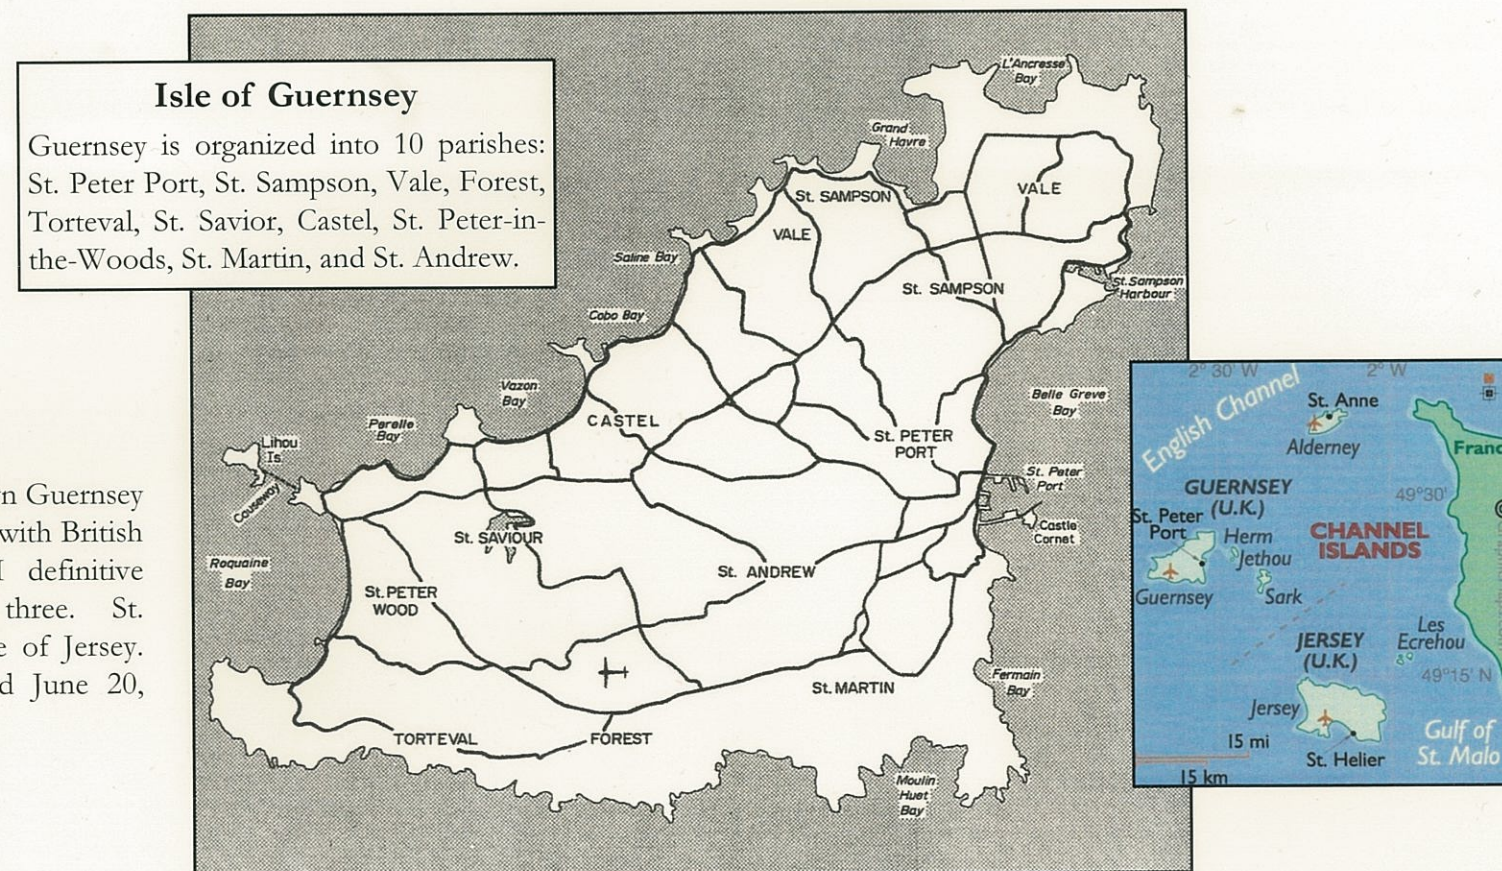 Isle of Guernsey
Guernsey is organized into 10 parishes:
St. Peter Port, St. Sampson, Vale, Forest,
Torteval, St. Savior, Castel, St. Peter-in-
the-Woods, St. Martin, and St. Andrew.
Guernsey
with British
definitive
three. St.
of Jersey.
June 20,
L'Ancresse
Bay
Grand
Havre
St. SAMPSON
VALE
VALE
Saline Bay
St. SAMPSON
St. Sampson
Harbour
Cobo Bay
Vazon
Bay
Belle Greve
Bay
Perelle
Bay
CASTEL
St. PETER
PORT
Lihou
Is.
Causeway
St. Peter
Port
Castle
Cornet
St. SAVIOUR
Roquaine
Bay
St. PETER
WOOD
St. ANDREW
St. MARTIN
Fermain
Bay
TORTEVAL
FOREST
Moulin
Huet
Bay
2° 30' W
2° W
English Channel
St. Anne
Alderney
GUERNSEY
(U.K.)
49°30'
St. Peter
Port
Herm
Jethou
CHANNEL
ISLANDS
Guernsey
Sark
JERSEY
(U.K.)
Les
Ecrehou
49°15' N
Jersey
15 mi
15 km
St. Helier
Gulf of
St. Malo